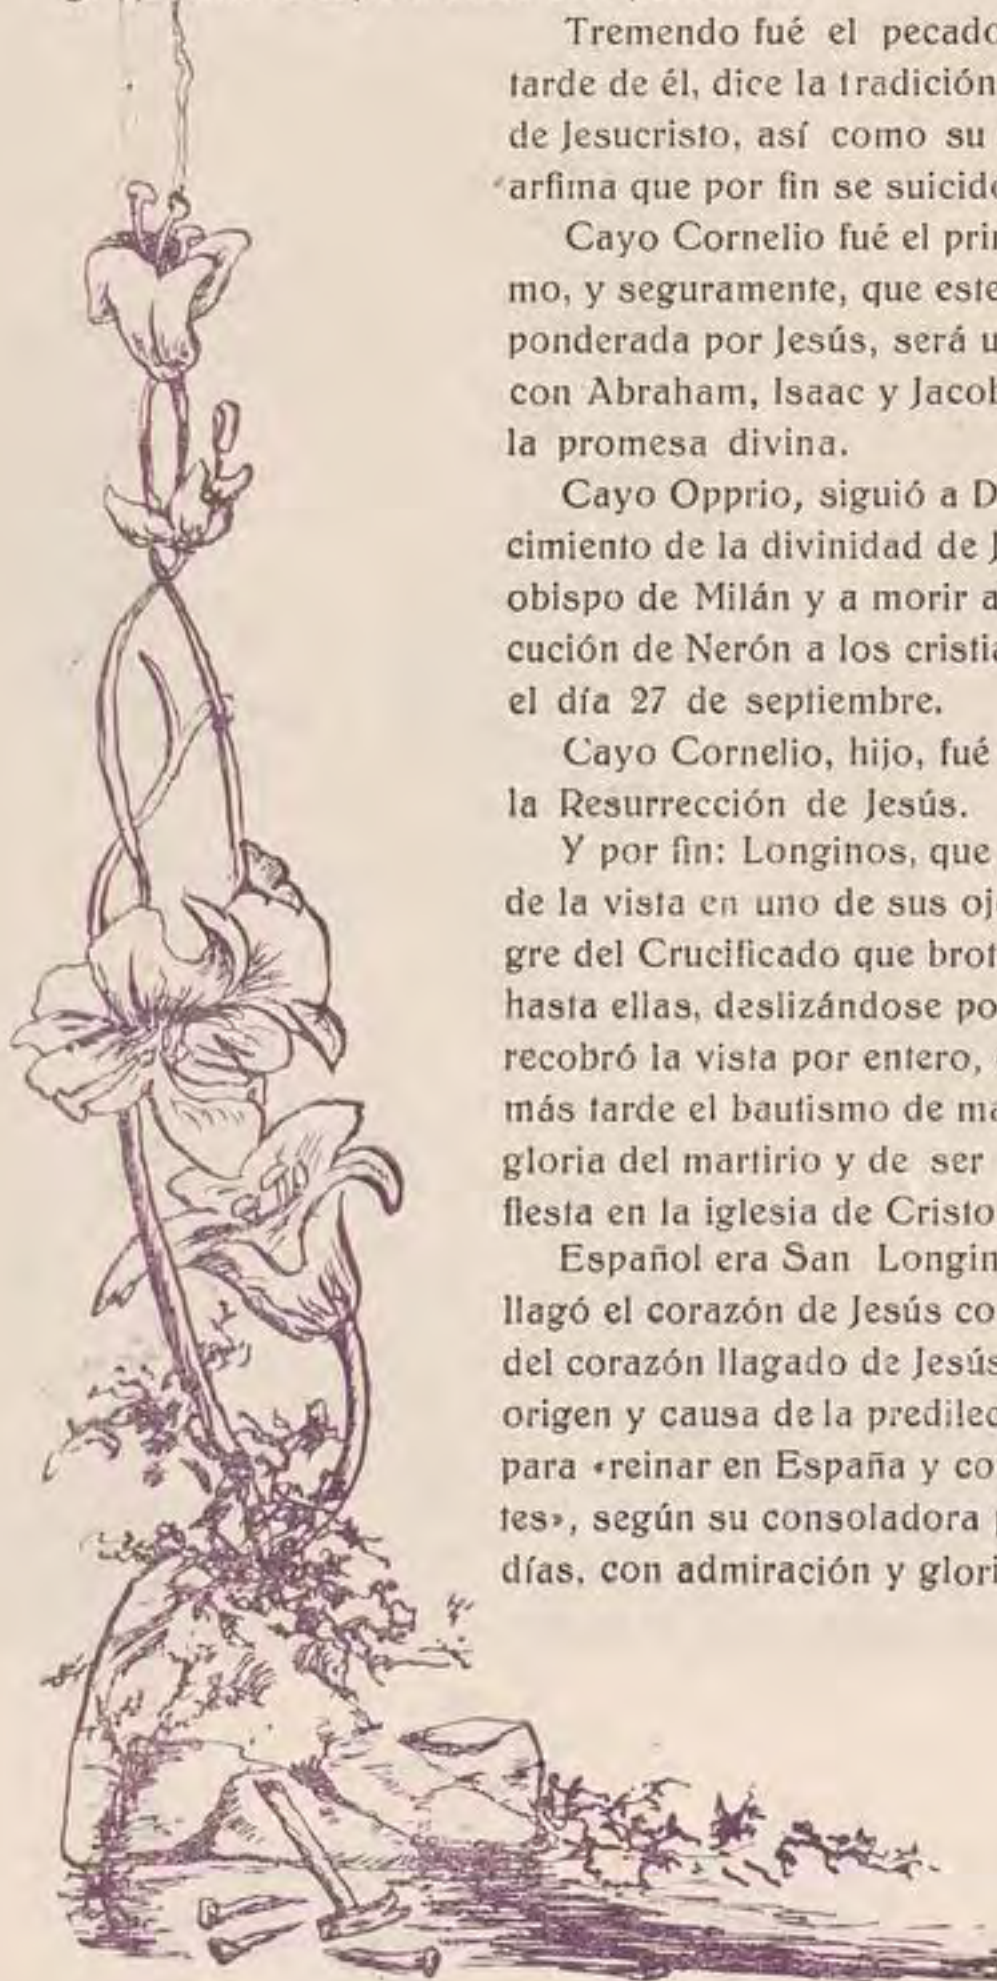 Tremendo fué el pecado
tarde de él, dice la tradición
de Jesucristo, así como su
arfima que por fin se suicidó
Cayo Cornelio fué el prim
mo, y seguramente, que este
ponderada por Jesús, será u
con Abraham, Isaac y Jacob
la promesa divina.
Cayo Opprio, siguió a D
cimiento de la divinidad de J
obispo de Milán y a morir a
cución de Nerón a los cristia
el día 27 de septiembre.
Cayo Cornelio, hijo, fué
la Resurrección de Jesús.
Y por fin: Longinos, que
de la vista en uno de sus oj
gre del Crucificado que brot
hasta ellas, deslizándose po
recobró la vista por entero,
más tarde el bautismo de ma
gloria del martirio y de ser
fiesta en la iglesia de Cristo
Español era San Longin
llagó el corazón de Jesús co
del corazón llagado de Jesús
origen y causa de la predilec
para «reinar en España y co
tes», según su consoladora
días, con admiración y glori